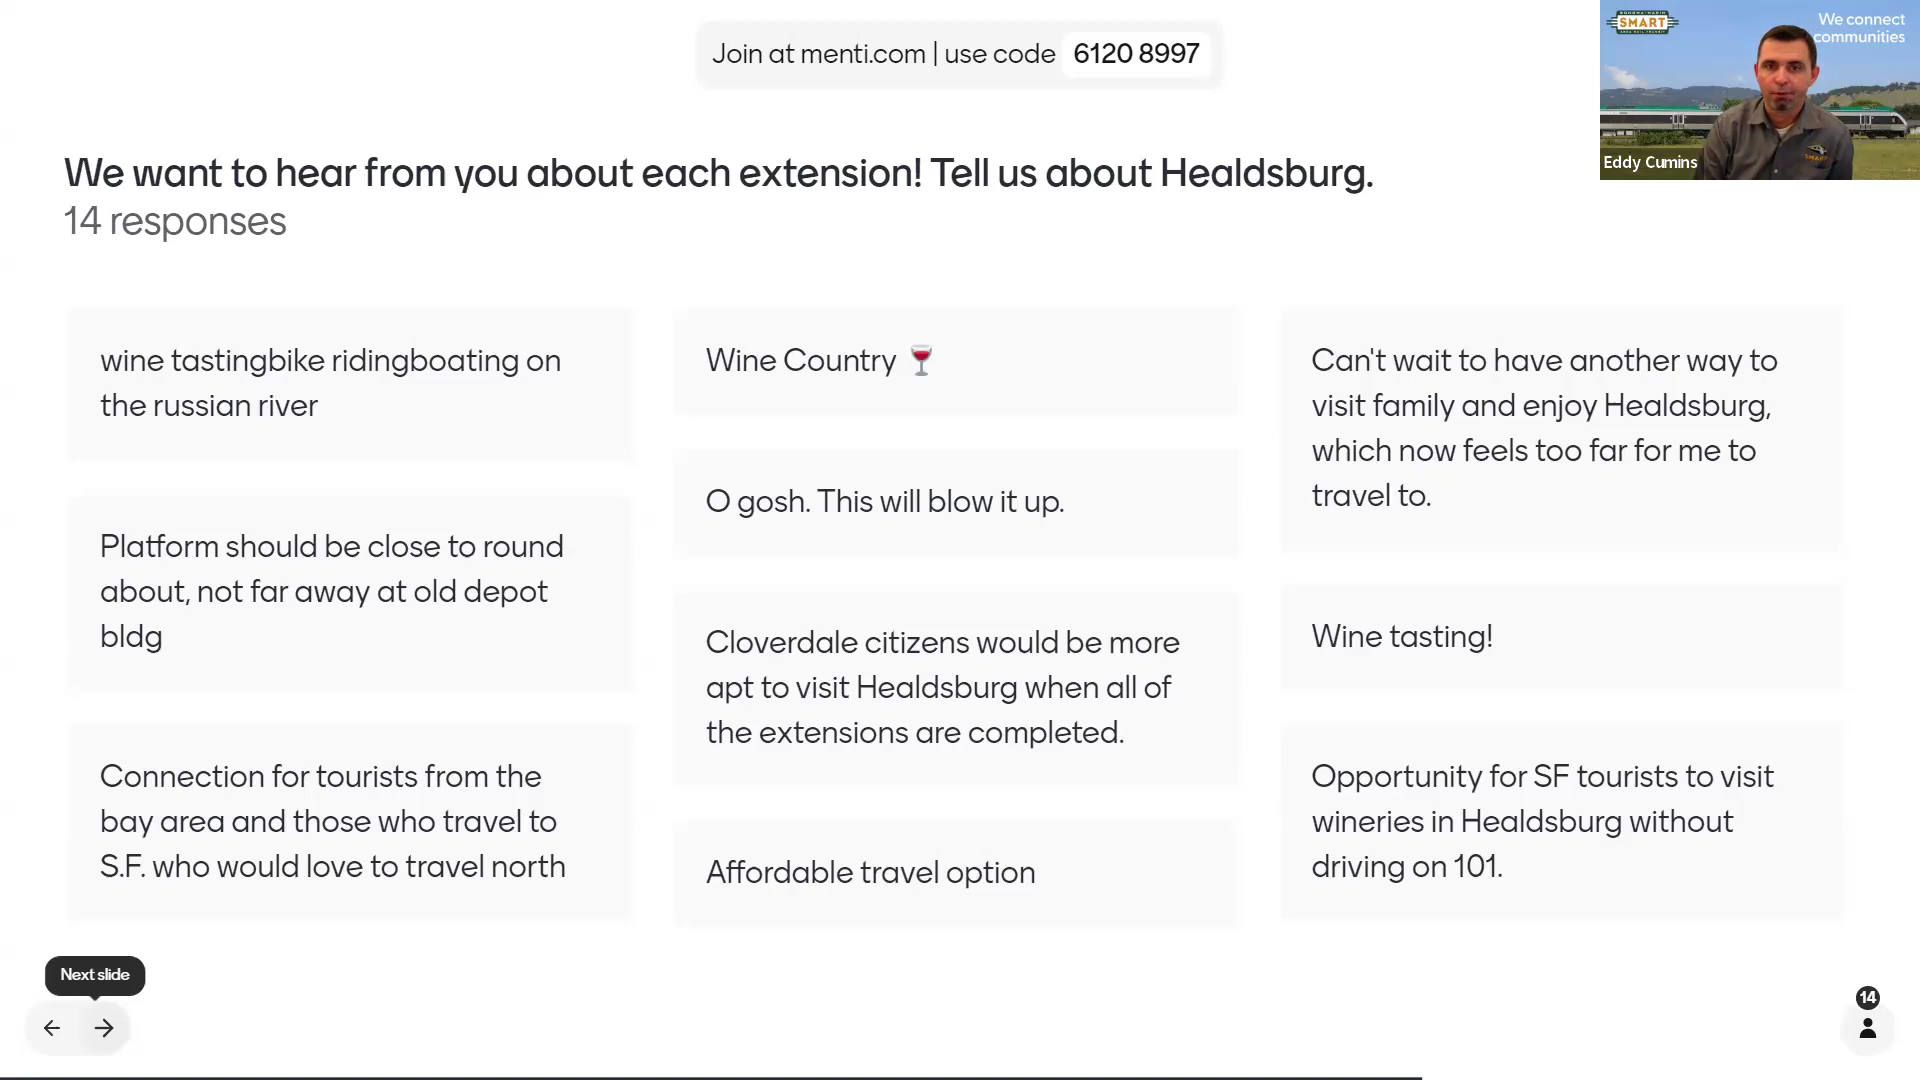 Join at menti.com | use code 6120 8997
SONOMA-MARIN
SMART
AREA RAIL TRANSIT
We connect
communities
SMART
Eddy Cumins
We want to hear from you about each extension! Tell us about Healdsburg.
14 responses
wine tastingbike ridingboating on
the russian river
Platform should be close to round
about, not far away at old depot
bldg
Connection for tourists from the
bay area and those who travel to
S.F. who would love to travel north
Wine Country 🍷
O gosh. This will blow it up.
Cloverdale citizens would be more
apt to visit Healdsburg when all of
the extensions are completed.
Affordable travel option
Can't wait to have another way to
visit family and enjoy Healdsburg,
which now feels too far for me to
travel to.
Wine tasting!
Opportunity for SF tourists to visit
wineries in Healdsburg without
driving on 101.
Next slide
14